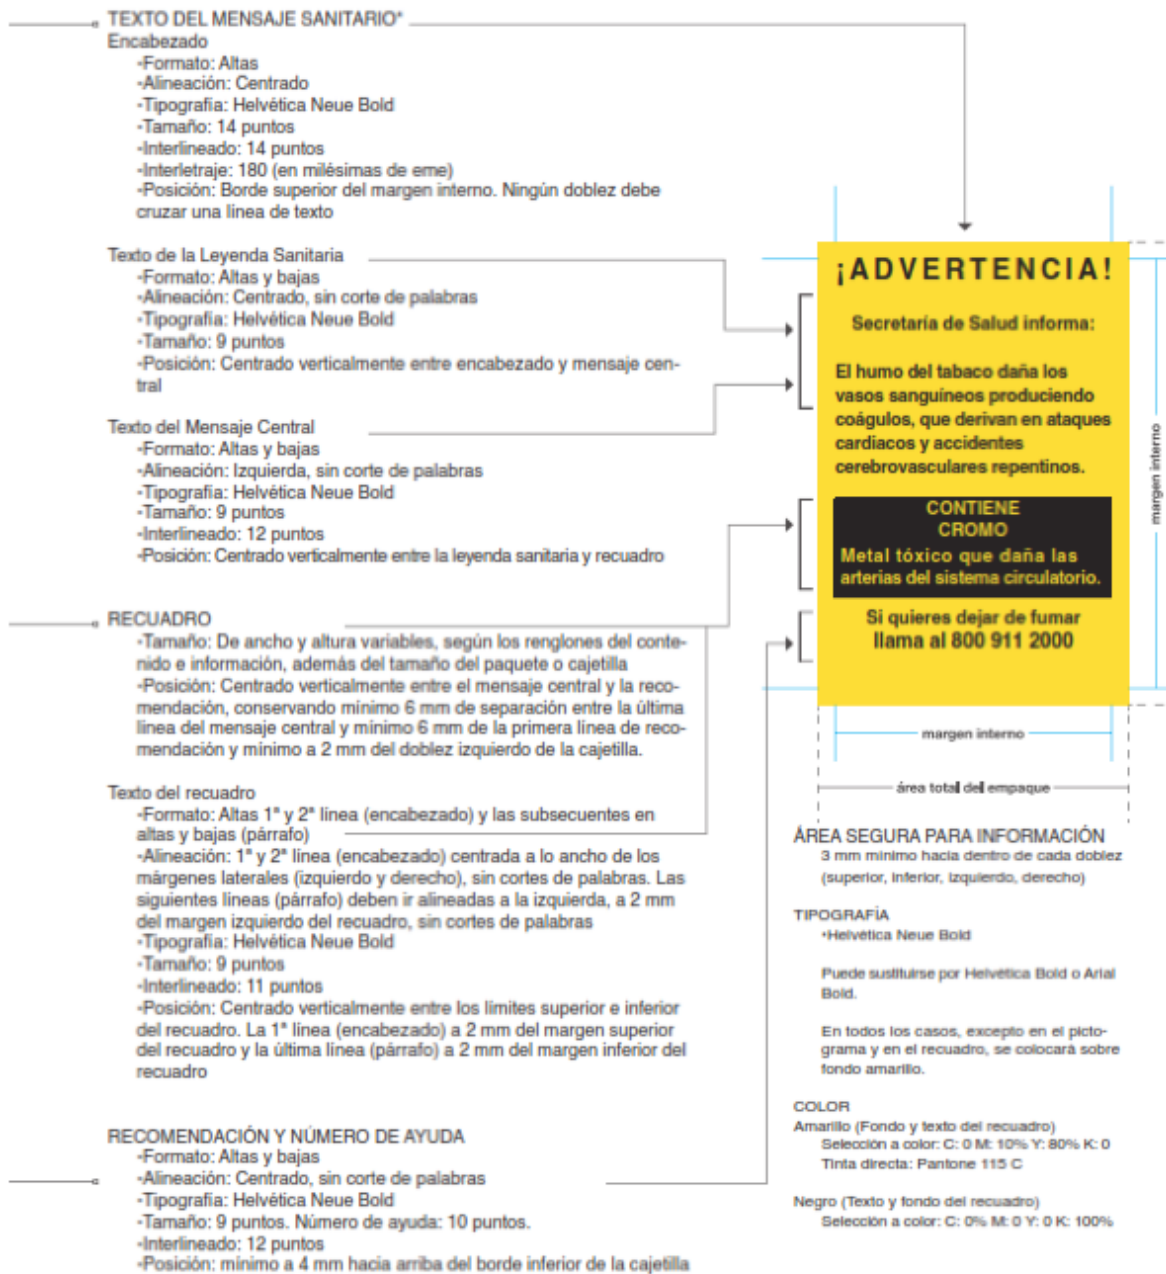 TEXTO DEL MENSAJE SANITARIO*
Encabezado
-Formato: Altas
-Alineación: Centrado
-Tipografía: Helvética Neue Bold
-Tamaño: 14 puntos
-Interlineado: 14 puntos
-Interletraje: 180 (en milésimas de eme)
-Posición: Borde superior del margen interno. Ningún doblez debe
cruzar una línea de texto
Texto de la Leyenda Sanitaria
-Formato: Altas y bajas
-Alineación: Centrado, sin corte de palabras
-Tipografía: Helvética Neue Bold
-Tamaño: 9 puntos
-Posición: Centrado verticalmente entre encabezado y mensaje cen-
tral
Texto del Mensaje Central
-Formato: Altas y bajas
-Alineación: Izquierda, sin corte de palabras
-Tipografía: Helvética Neue Bold
-Tamaño: 9 puntos
-Interlineado: 12 puntos
-Posición: Centrado verticalmente entre la leyenda sanitaria y recuadro
RECUADRO
-Tamaño: De ancho y altura variables, según los renglones del conte-
nido e información, además del tamaño del paquete o cajetilla
-Posición: Centrado verticalmente entre el mensaje central y la reco-
mendación, conservando mínimo 6 mm de separación entre la última
línea del mensaje central y mínimo 6 mm de la primera línea de reco-
mendación y mínimo a 2 mm del doblez izquierdo de la cajetilla.
Texto del recuadro
-Formato: Altas 1ª y 2ª línea (encabezado) y las subsecuentes en
altas y bajas (párrafo)
-Alineación: 1ª y 2ª línea (encabezado) centrada a lo ancho de los
márgenes laterales (izquierdo y derecho), sin cortes de palabras. Las
siguientes líneas (párrafo) deben ir alineadas a la izquierda, a 2 mm
del margen izquierdo del recuadro, sin cortes de palabras
-Tipografía: Helvética Neue Bold
-Tamaño: 9 puntos
-Interlineado: 11 puntos
-Posición: Centrado verticalmente entre los límites superior e inferior
del recuadro. La 1ª línea (encabezado) a 2 mm del margen superior
del recuadro y la última línea (párrafo) a 2 mm del margen inferior del
recuadro
RECOMENDACIÓN Y NÚMERO DE AYUDA
-Formato: Altas y bajas
-Alineación: Centrado, sin corte de palabras
-Tipografía: Helvética Neue Bold
-Tamaño: 9 puntos. Número de ayuda: 10 puntos.
-Interlineado: 12 puntos
-Posición: mínimo a 4 mm hacia arriba del borde inferior de la cajetilla
¡ADVERTENCIA!
Secretaría de Salud informa:
El humo del tabaco daña los
vasos sanguíneos produciendo
coágulos, que derivan en ataques
cardiacos y accidentes
cerebrovasculares repentinos.
CONTIENE
CROMO
Metal tóxico que daña las
arterias del sistema circulatorio.
Si quieres dejar de fumar
llama al 800 911 2000
margen interno
margen interno
área total del empaque
ÁREA SEGURA PARA INFORMACIÓN
3 mm mínimo hacia dentro de cada doblez
(superior, inferior, izquierdo, derecho)
TIPOGRAFÍA
•Helvética Neue Bold
Puede sustituirse por Helvética Bold o Arial
Bold.
En todos los casos, excepto en el picto-
grama y en el recuadro, se colocará sobre
fondo amarillo.
COLOR
Amarillo (Fondo y texto del recuadro)
Selección a color: C: 0 M: 10% Y: 80% K: 0
Tinta directa: Pantone 115 C
Negro (Texto y fondo del recuadro)
Selección a color: C: 0% M: 0 Y: 0 K: 100%